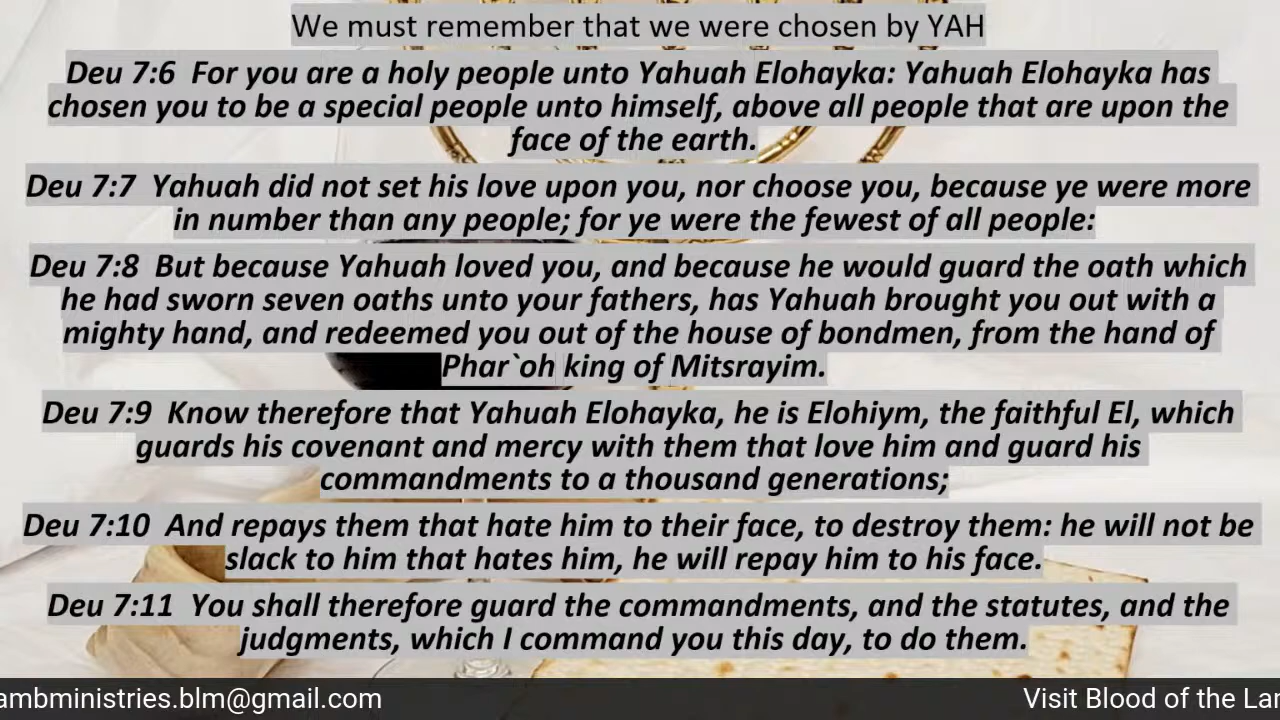 We must remember that we were chosen by YAH
Deu 7:6 For you are a holy people unto Yahuah Elohayka: Yahuah Elohayka has
chosen you to be a special people unto himself, above all people that are upon the
face of the earth.
Deu 7:7 Yahuah did not set his love upon you, nor choose you, because ye were more
in number than any people; for ye were the fewest of all people:
Deu 7:8 But because Yahuah loved you, and because he would guard the oath which
he had sworn seven oaths unto your fathers, has Yahuah brought you out with a
mighty hand, and redeemed you out of the house of bondmen, from the hand of
Phar`oh king of Mitsrayim.
Deu 7:9 Know therefore that Yahuah Elohayka, he is Elohiym, the faithful El, which
guards his covenant and mercy with them that love him and guard his
commandments to a thousand generations;
Deu 7:10 And repays them that hate him to their face, to destroy them: he will not be
slack to him that hates him, he will repay him to his face.
Deu 7:11 You shall therefore guard the commandments, and the statutes, and the
judgments, which I command you this day, to do them.
ambministries.blm@gmail.com Visit Blood of the Lam